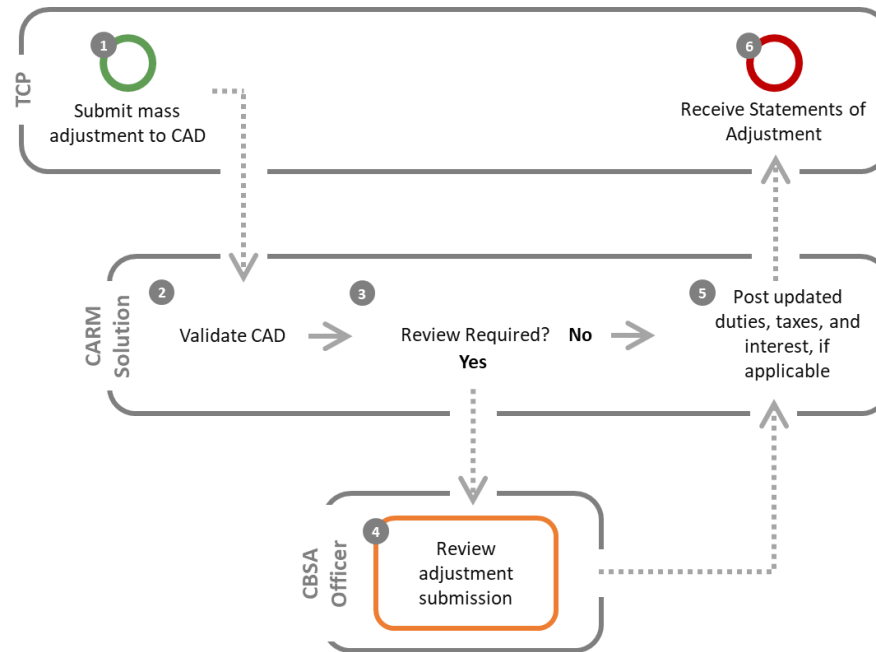 TCP
1
Submit mass
adjustment to CAD
6
Receive Statements of
Adjustment
CARM
Solution
2
Validate CAD
3
Review Required?
Yes
No
5
Post updated
duties, taxes, and
interest, if
applicable
CBSA
Officer
4
Review
adjustment
submission